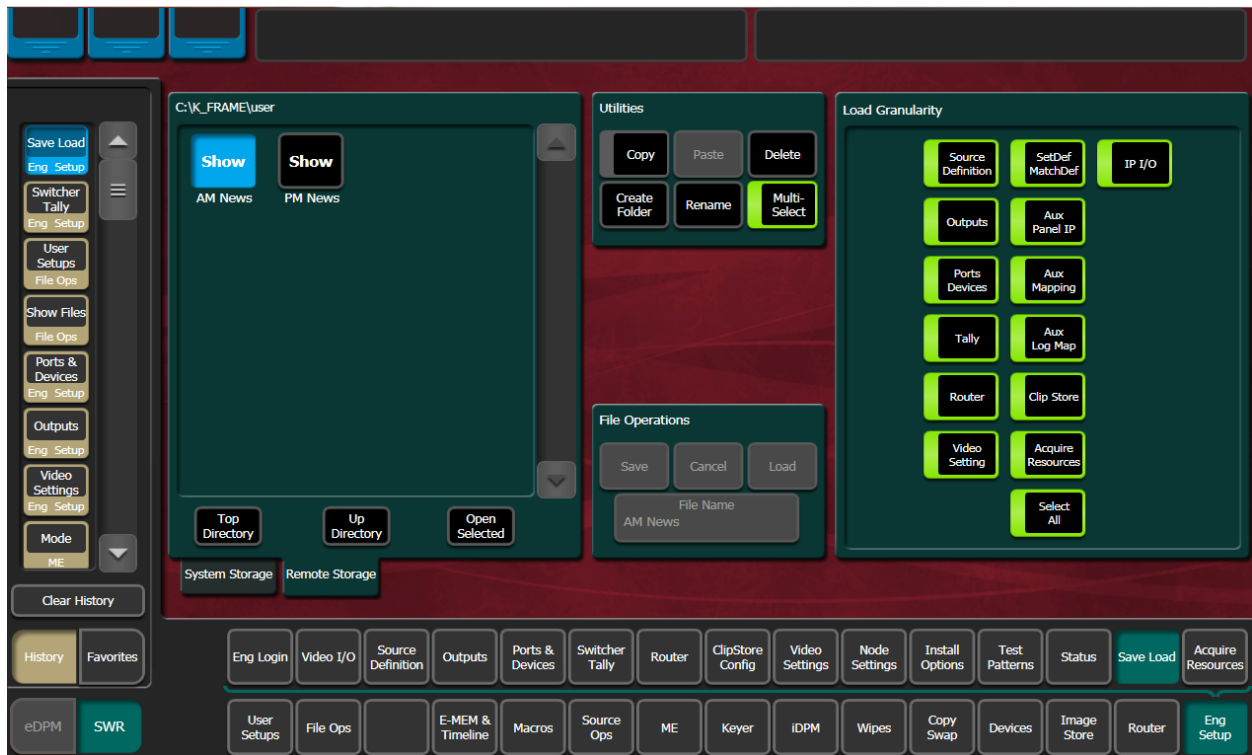 Save Load
Eng Setup
Switcher
Tally
Eng Setup
User
Setups
File Ops
Show Files
File Ops
Ports &
Devices
Eng Setup
Outputs
Eng Setup
Video
Settings
Eng Setup
Mode
ME
Clear History
History
Favorites
eDPM
SWR
C:\K_FRAME\user
Show
AM News
Show
PM News
Top
Directory
Up
Directory
Open
Selected
System Storage
Remote Storage
Utilities
Copy
Paste
Delete
Create
Folder
Rename
Multi-
Select
File Operations
Save
Cancel
Load
File Name
AM News
Load Granularity
Source
Definition
SetDef
MatchDef
IP I/O
Outputs
Aux
Panel IP
Ports
Devices
Aux
Mapping
Tally
Aux
Log Map
Router
Clip Store
Video
Setting
Acquire
Resources
Select
All
Eng Login
Video I/O
Source
Definition
Outputs
Ports &
Devices
Switcher
Tally
Router
ClipStore
Config
Video
Settings
Node
Settings
Install
Options
Test
Patterns
Status
Save Load
Acquire
Resources
User
Setups
File Ops
E-MEM &
Timeline
Macros
Source
Ops
ME
Keyer
iDPM
Wipes
Copy
Swap
Devices
Image
Store
Router
Eng
Setup